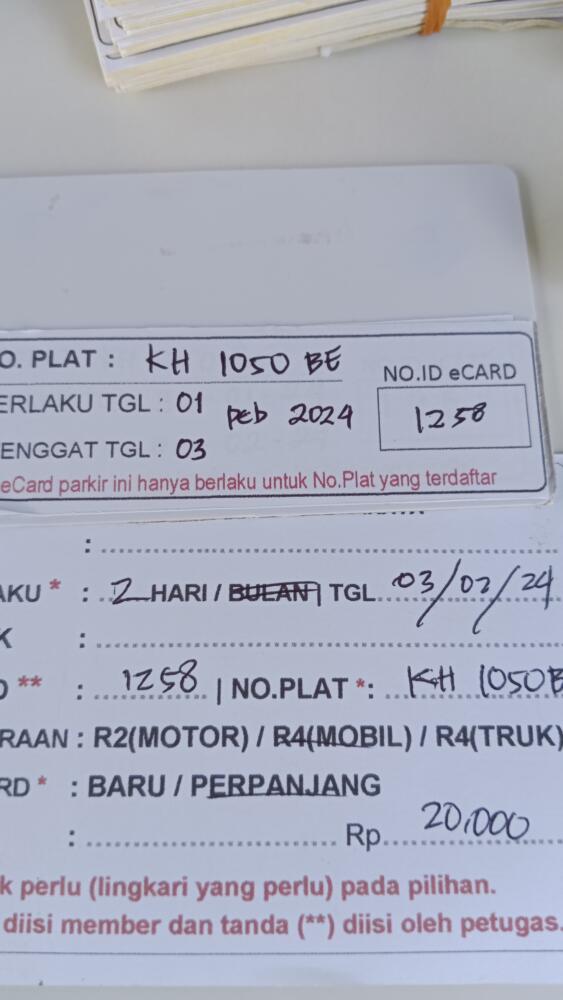 O. PLAT : KH 1050 BE
NO.ID eCARD
ERLAKU TGL : 01 Peb 2024
1258
ENGGAT TGL : 03
eCard parkir ini hanya berlaku untuk No.Plat yang terdaftar
: ...............
AKU * : 2 HARI / BULAN | TGL 03/02/24
K : ...............
D ** : 1258 | NO.PLAT *: KH 1050 B
RAAN : R2(MOTOR) / R4(MOBIL) / R4(TRUK)
RD * : BARU / PERPANJANG
: ............... Rp. 20.000
k perlu (lingkari yang perlu) pada pilihan.
diisi member dan tanda (**) diisi oleh petugas.